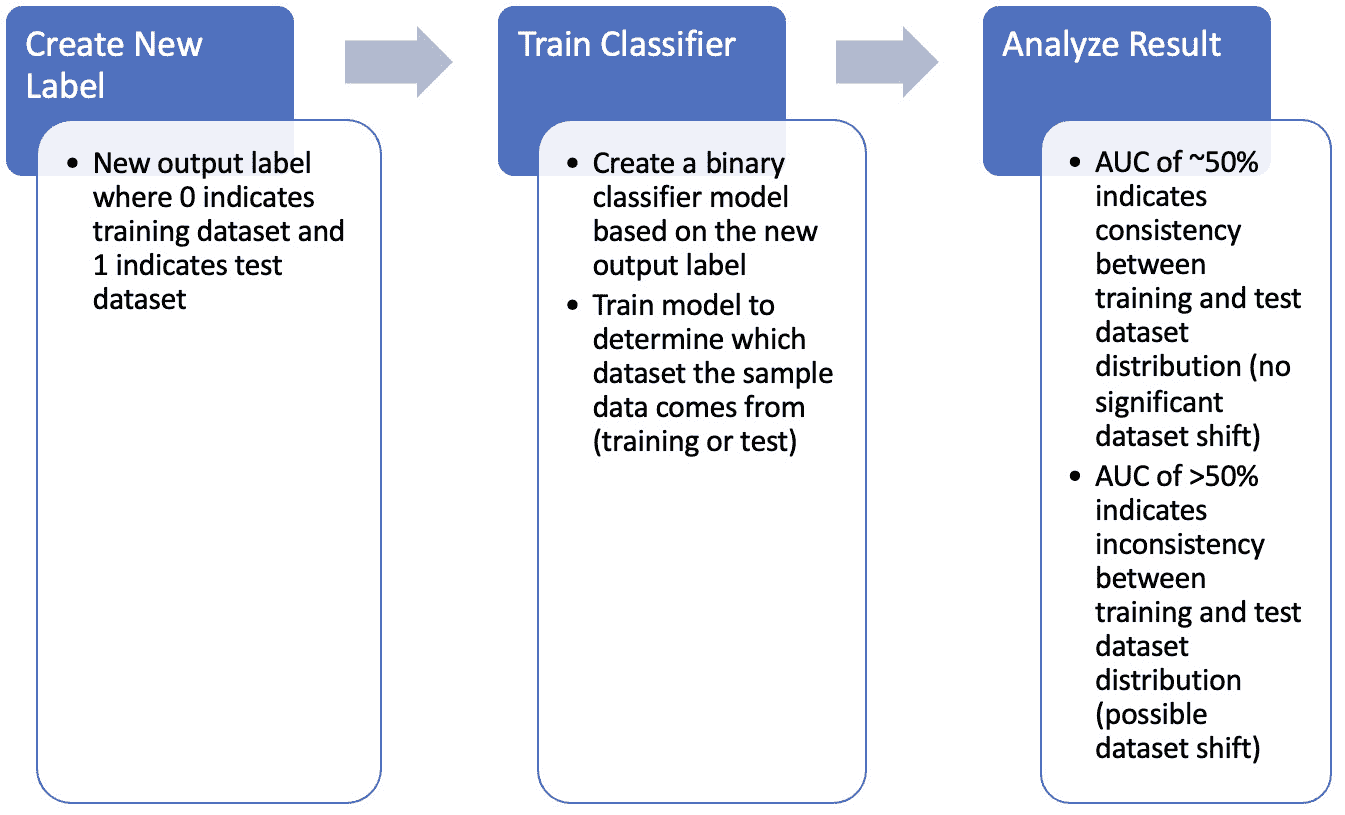 Create New
Label
• New output label
where 0 indicates
training dataset and
1 indicates test
dataset
Train Classifier
• Create a binary
classifier model
based on the new
output label
• Train model to
determine which
dataset the sample
data comes from
(training or test)
Analyze Result
• AUC of ~50%
indicates
consistency
between
training and test
dataset
distribution (no
significant
dataset shift)
• AUC of >50%
indicates
inconsistency
between
training and test
dataset
distribution
(possible
dataset shift)